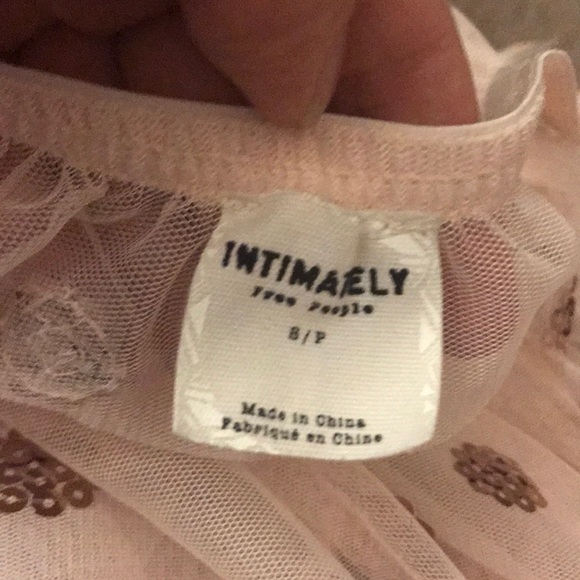 INTIMAELY
Free People
S/P
Made in China
Fabriqué en Chine